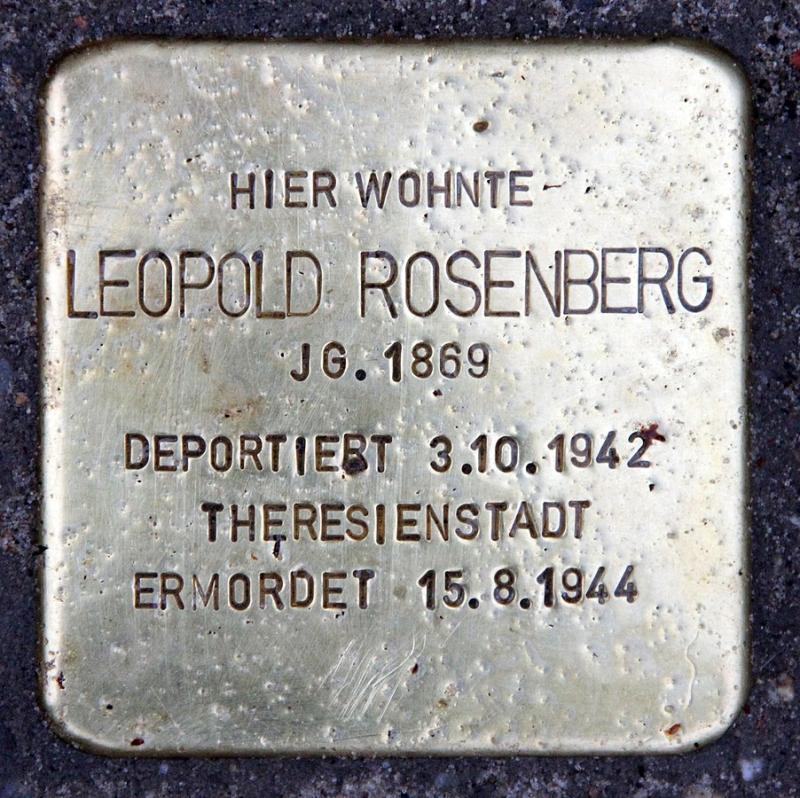 HIER WOHNTE
LEOPOLD ROSENBERG
JG. 1869
DEPORTIERT 3.10.1942
THERESIENSTADT
ERMORDET 15.8.1944